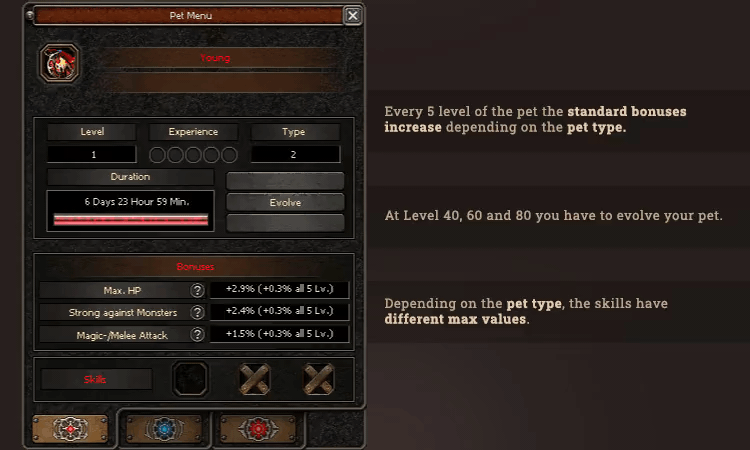 Pet Menu
Young
Level
Experience
Type
1
2
Duration
6 Days 23 Hour 59 Min.
Evolve
Bonuses
Max. HP ? +2.9% (+0.3% all 5 Lv.)
Strong against Monsters ? +2.4% (+0.3% all 5 Lv.)
Magic-/Melee Attack ? +1.5% (+0.3% all 5 Lv.)
Skills
Every 5 level of the pet the standard bonuses
increase depending on the pet type.
At Level 40, 60 and 80 you have to evolve your pet.
Depending on the pet type, the skills have
different max values.